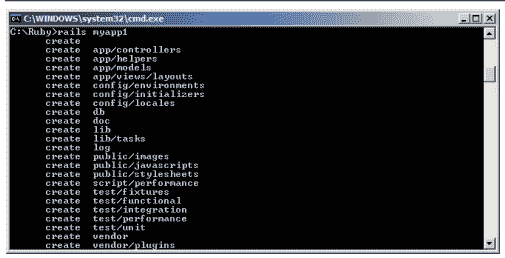 C:\WINDOWS\system32\cmd.exe
C:\Ruby>rails myapp1
create
create app/controllers
create app/helpers
create app/models
create app/views/layouts
create config/environments
create config/initializers
create config/locales
create db
create doc
create lib
create lib/tasks
create log
create public/images
create public/javascripts
create public/stylesheets
create script/performance
create test/fixtures
create test/functional
create test/integration
create test/performance
create test/unit
create vendor
create vendor/plugins